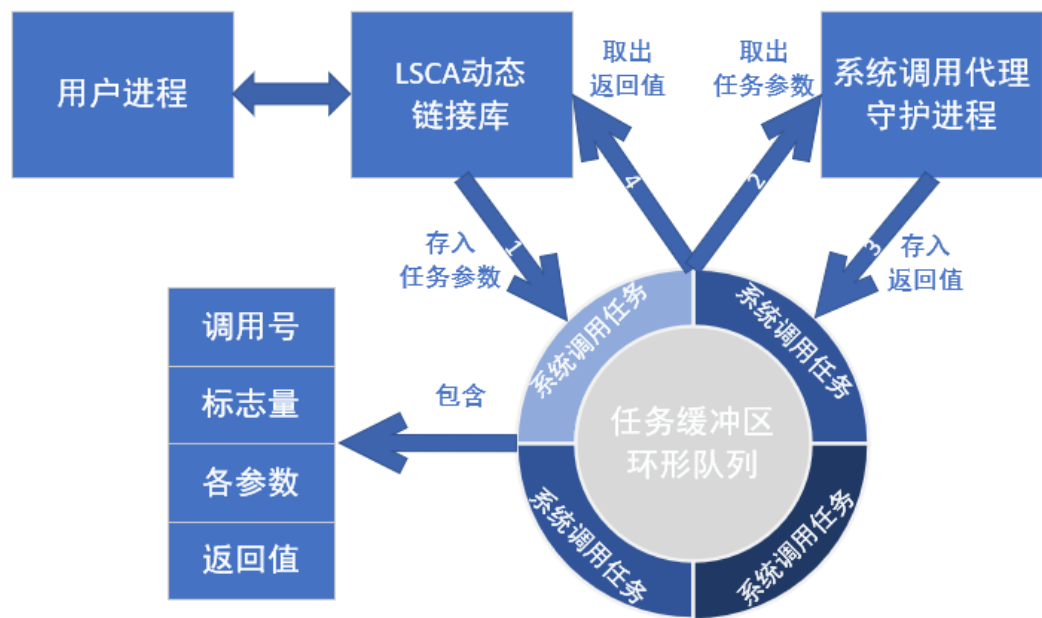 用户进程
LSCA动态
链接库
取出
返回值
取出
任务参数
系统调用代理
守护进程
1
4
2
3
存入
任务参数
存入
返回值
调用号
标志量
各参数
返回值
包含
系统调用任务
系统调用任务
系统调用任务
系统调用任务
任务缓冲区
环形队列